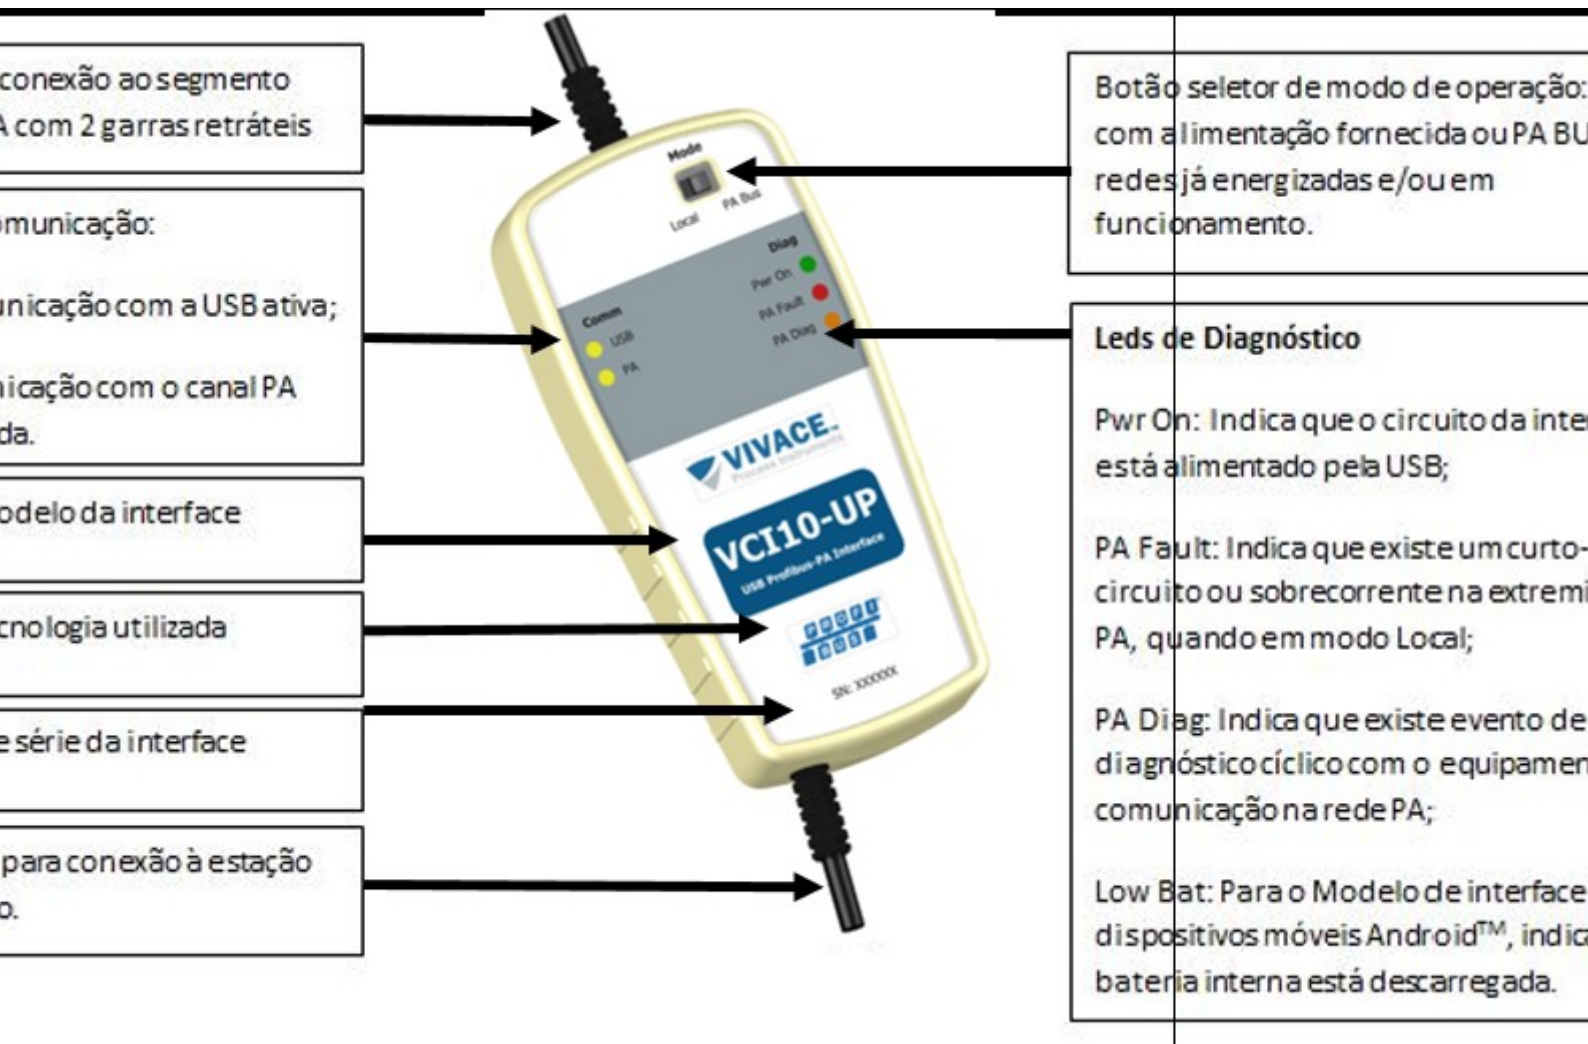 conexão ao segmento
A com 2 garras retráteis
omunicação:
unicação com a USB ativa;
nicação com o canal PA
da.
odelo da interface
cnologia utilizada
e série da interface
para conexão à estação
o.
Mode
Local PA Bus
Diag
Pwr On
PA Fault
PA Diag
Comm
USB
PA
VIVACE™
Process Instruments
VCI10-UP
USB Profibus-PA Interface
PROFI
BUS
SN: XXXXXX
Botão seletor de modo de operação:
com alimentação fornecida ou PA BU
redes já energizadas e/ou em
funcionamento.
Leds de Diagnóstico
Pwr On: Indica que o circuito da inter
está alimentado pela USB;
PA Fault: Indica que existe um curto-
circuito ou sobrecorrente na extremi
PA, quando em modo Local;
PA Diag: Indica que existe evento de
diagnóstico cíclico com o equipamen
comunicação na rede PA;
Low Bat: Para o Modelo de interface
dispositivos móveis Android™, indica
bateria interna está descarregada.